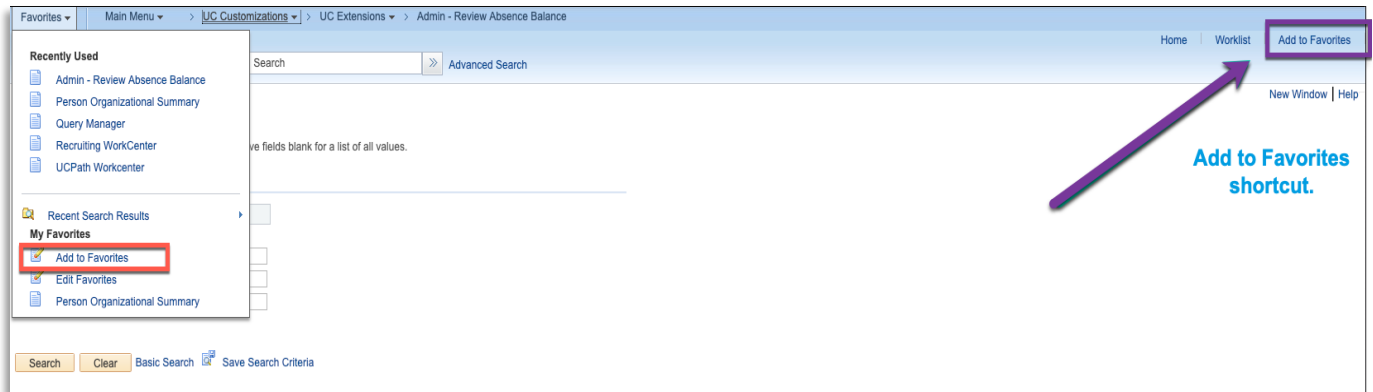 Favorites Main Menu > UC Customizations > UC Extensions > Admin - Review Absence Balance
Home Worklist Add to Favorites
Recently Used
Search » Advanced Search
Admin - Review Absence Balance
Person Organizational Summary
New Window | Help
Query Manager
Recruiting WorkCenter
ve fields blank for a list of all values.
UCPath Workcenter
Add to Favorites
shortcut.
Recent Search Results
My Favorites
Add to Favorites
Edit Favorites
Person Organizational Summary
Search Clear Basic Search Save Search Criteria